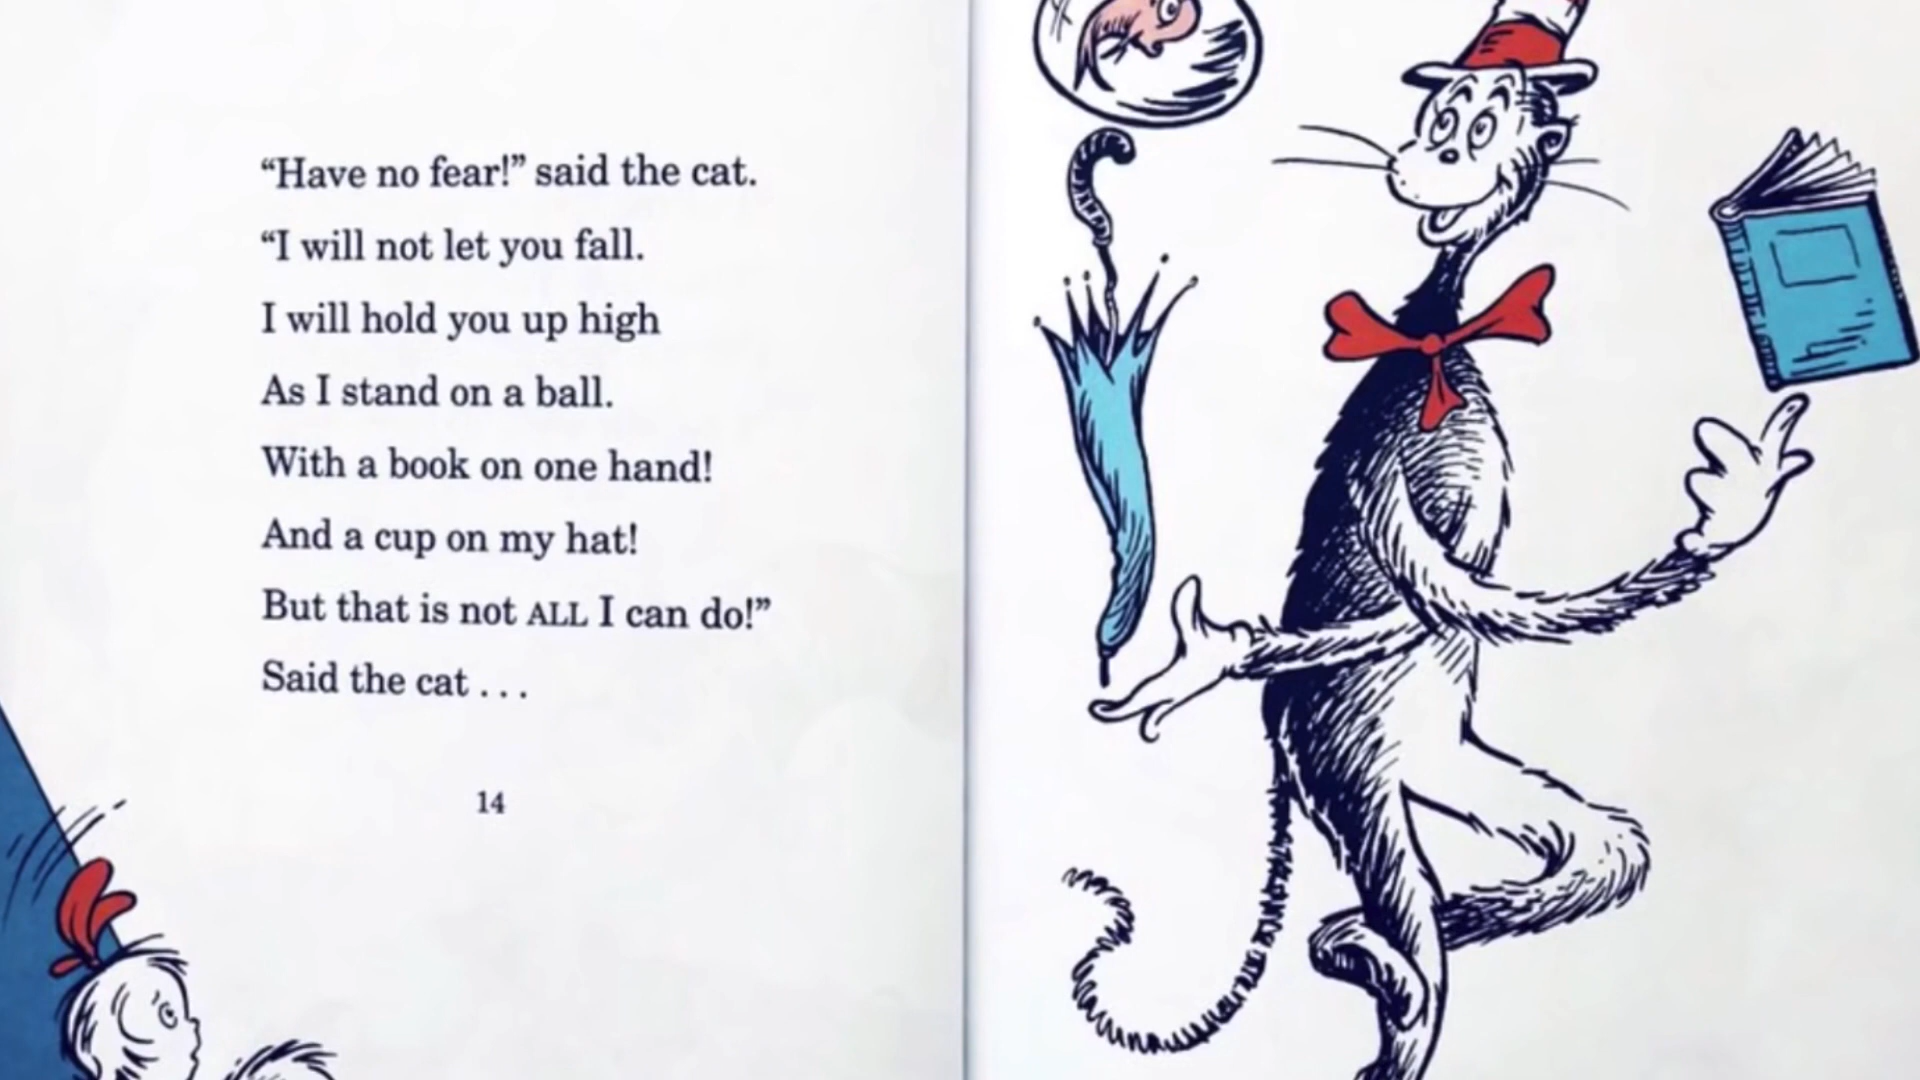 “Have no fear!” said the cat.
“I will not let you fall.
I will hold you up high
As I stand on a ball.
With a book on one hand!
And a cup on my hat!
But that is not ALL I can do!”
Said the cat . . .
14